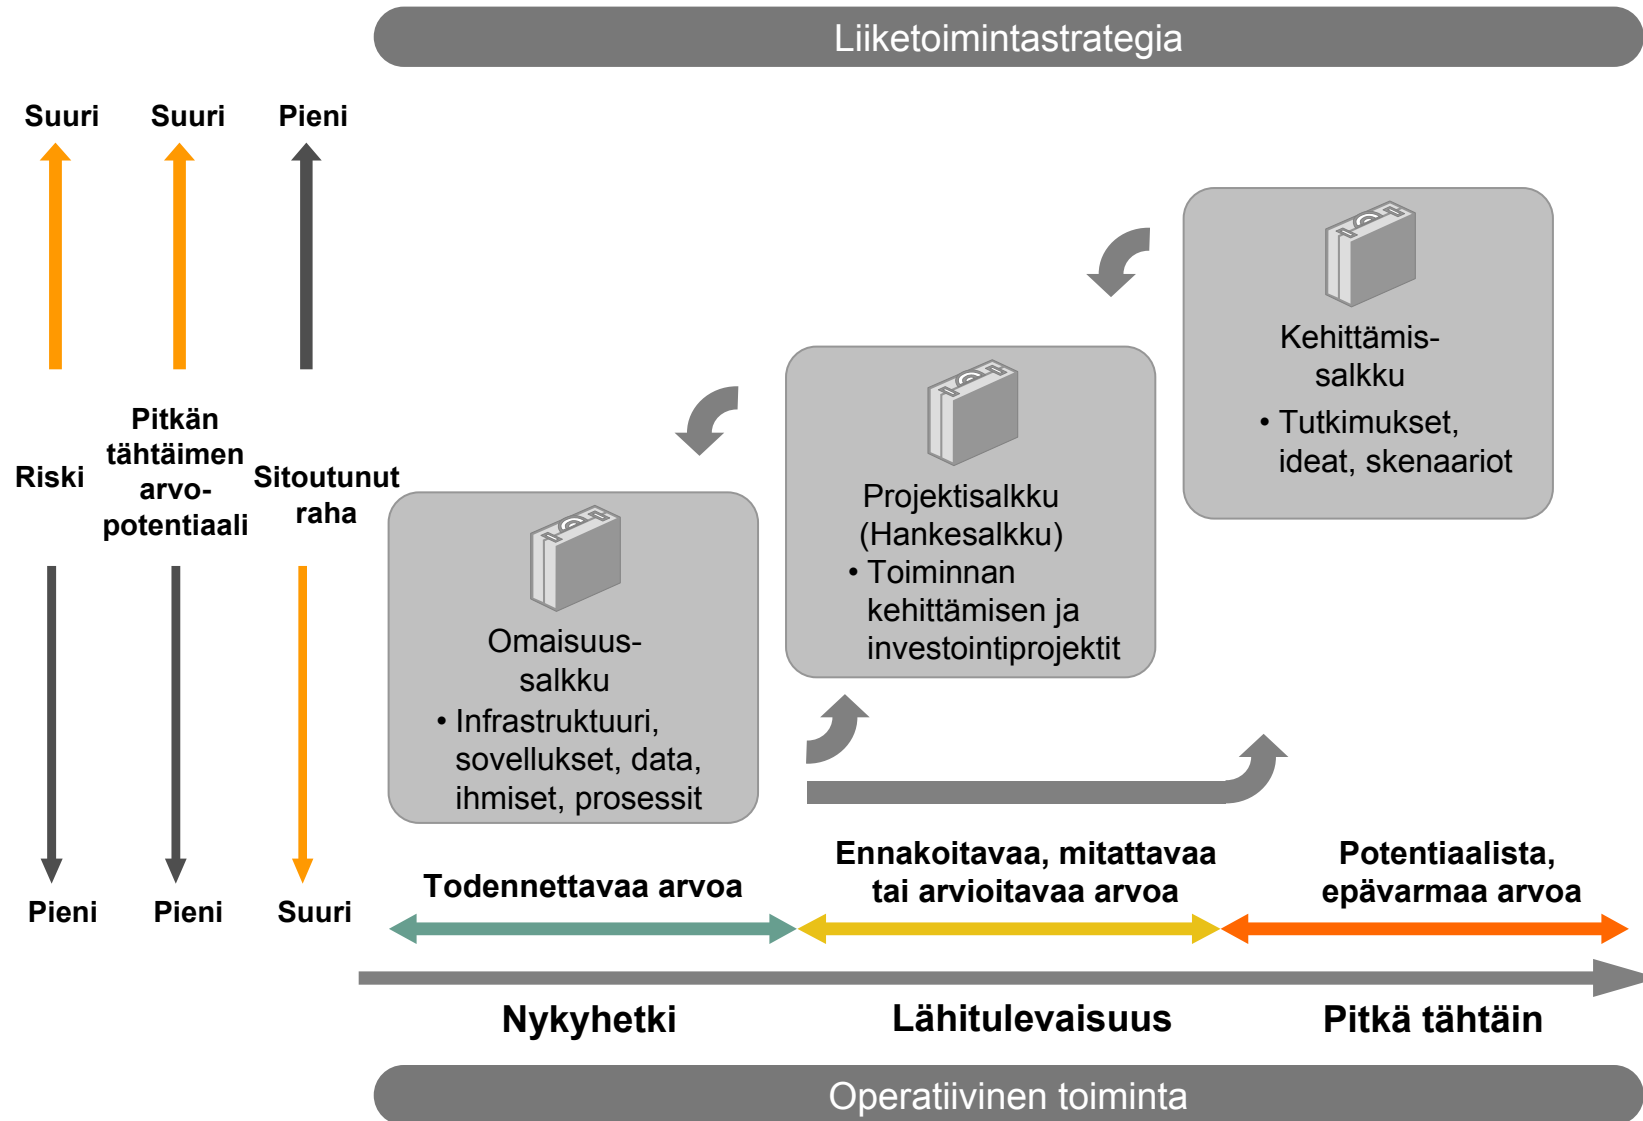 Liiketoimintastrategia
Suuri
Suuri
Pieni
Riski
Pitkän
tähtäimen
arvo-
potentiaali
Sitoutunut
raha
Pieni
Pieni
Suuri
Omaisuus-
salkku
• Infrastruktuuri,
sovellukset, data,
ihmiset, prosessit
Projektisalkku
(Hankesalkku)
• Toiminnan
kehittämisen ja
investointiprojektit
Kehittämis-
salkku
• Tutkimukset,
ideat, skenaariot
Todennettavaa arvoa
Ennakoitavaa, mitattavaa
tai arvioitavaa arvoa
Potentiaalista,
epävarmaa arvoa
Nykyhetki
Lähitulevaisuus
Pitkä tähtäin
Operatiivinen toiminta